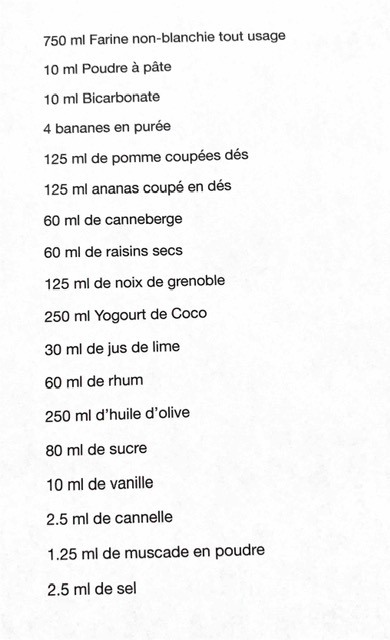 750 ml Farine non-blanchie tout usage
10 ml Poudre à pâte
10 ml Bicarbonate
4 bananes en purée
125 ml de pomme coupées dés
125 ml ananas coupé en dés
60 ml de canneberge
60 ml de raisins secs
125 ml de noix de grenoble
250 ml Yogourt de Coco
30 ml de jus de lime
60 ml de rhum
250 ml d'huile d'olive
80 ml de sucre
10 ml de vanille
2.5 ml de cannelle
1.25 ml de muscade en poudre
2.5 ml de sel